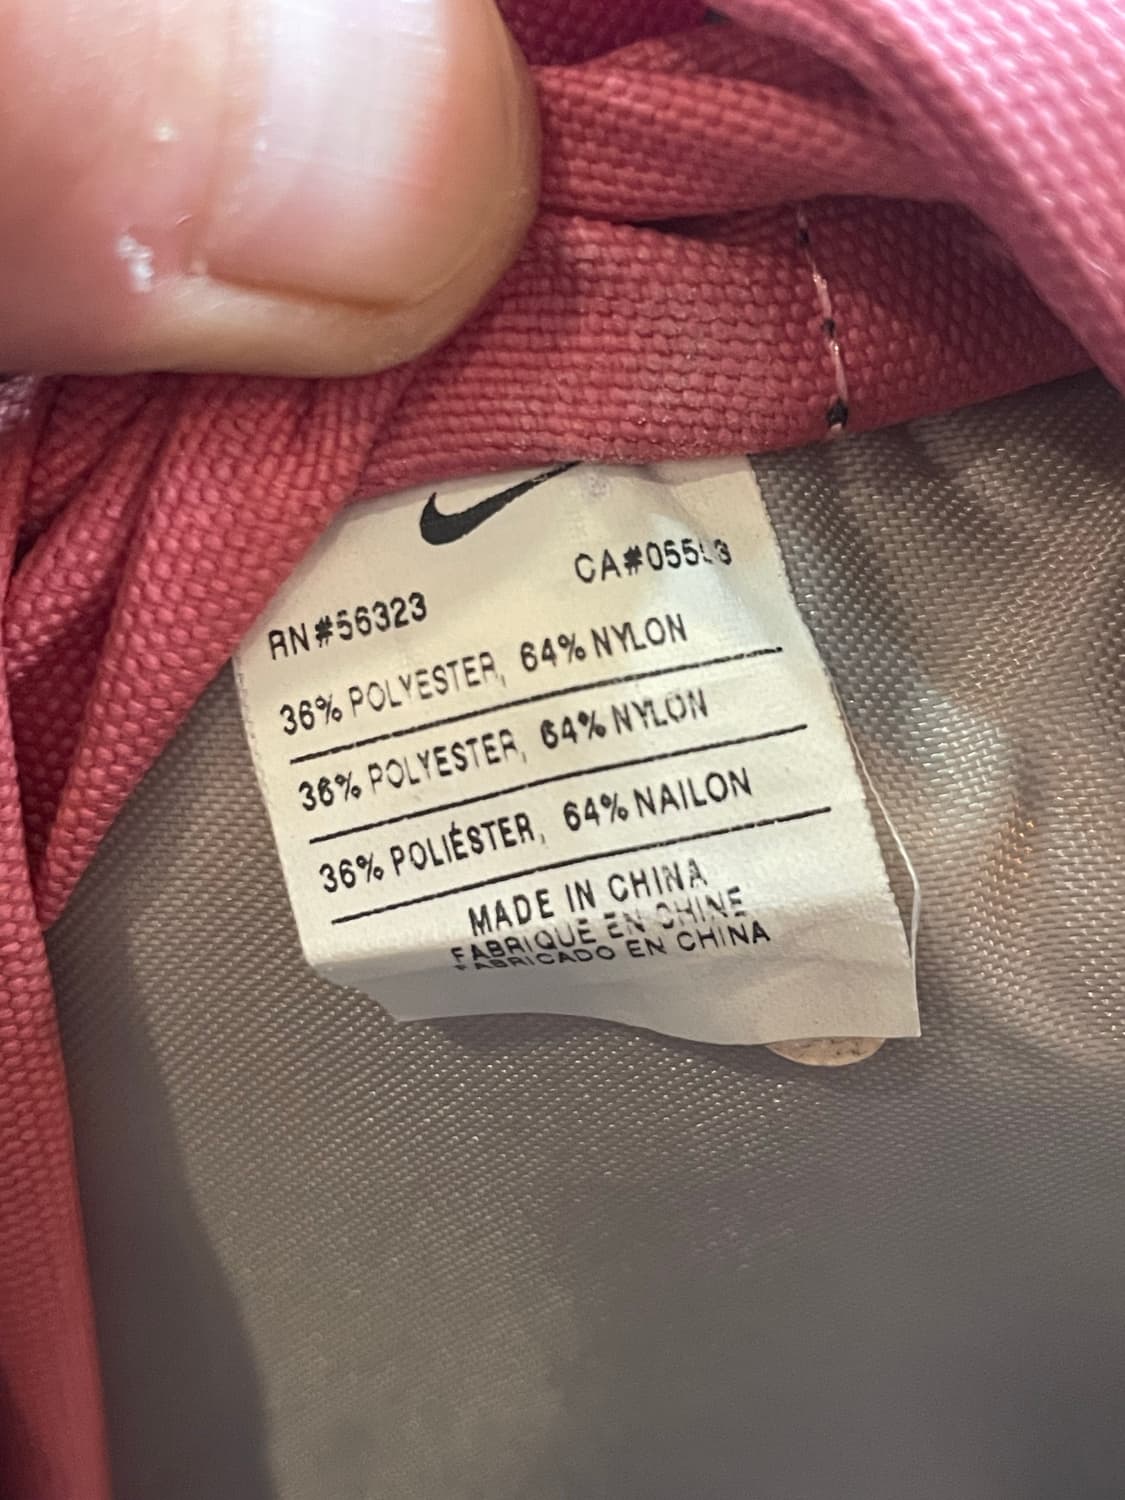 RN#56323
36% POLYESTER, 64% NYLON
36% POLYESTER, 64% NYLON
36% POLIÉSTER, 64% NAILON
MADE IN CHINA
FABRIQUE EN CHINE
FABRICADO EN CHINA